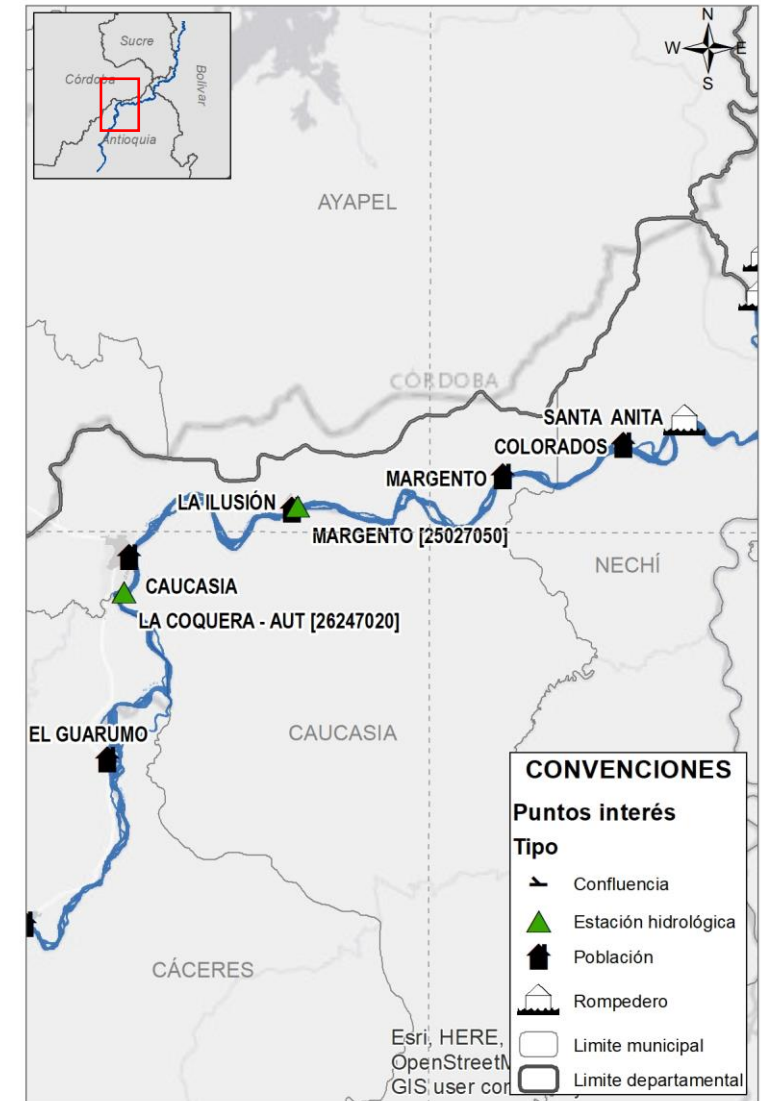 Sucre
Córdoba
Bolívar
Antioquia
N
W
E
S
AYAPEL
CÓRDOBA
SANTA ANITA
COLORADOS
MARGENTO
LA ILUSIÓN
MARGENTO [25027050]
NECHÍ
CAUCASIA
LA COQUERA - AUT [26247020]
EL GUARUMO
CAUCASIA
CÁCERES
CONVENCIONES
Puntos interés
Tipo
Confluencia
Estación hidrológica
Población
Rompedero
Limite municipal
Limite departamental
Esri, HERE,
OpenStreetM
GIS user cor